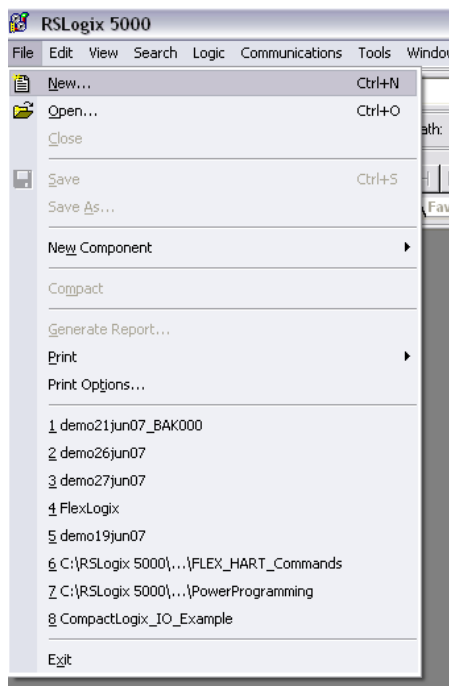 RSLogix 5000
File Edit View Search Logic Communications Tools Window
New... Ctrl+N
Open... Ctrl+O
ath:
Close
Save Ctrl+S
Save As...
Fav
New Component
Compact
Generate Report...
Print
Print Options...
1 demo21jun07_BAK000
2 demo26jun07
3 demo27jun07
4 FlexLogix
5 demo19jun07
6 C:\RSLogix 5000\...\FLEX_HART_Commands
7 C:\RSLogix 5000\...\PowerProgramming
8 CompactLogix_IO_Example
Exit